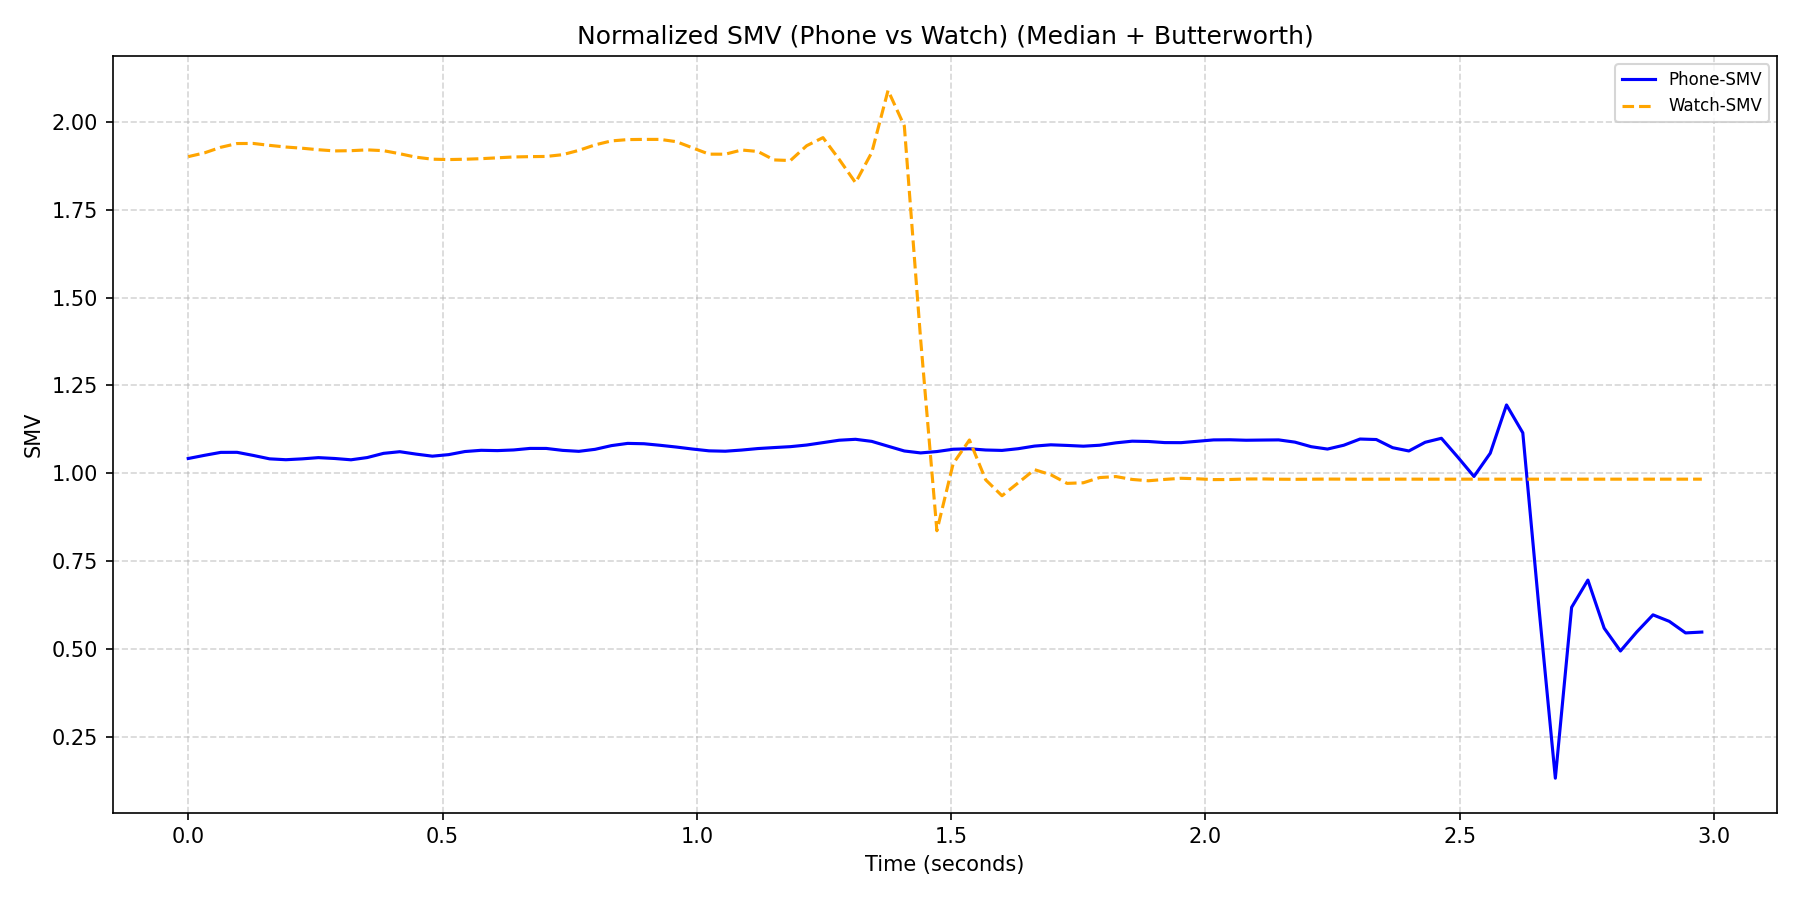 Normalized SMV (Phone vs Watch) (Median + Butterworth)
Phone-SMV
Watch-SMV
SMV
2.00
1.75
1.50
1.25
1.00
0.75
0.50
0.25
0.0 0.5 1.0 1.5 2.0 2.5 3.0
Time (seconds)